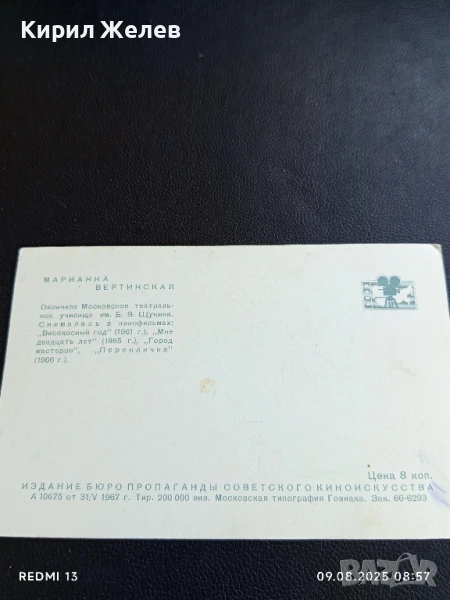 Кирил Желев
МАРИАННА
ВЕРТИНСКАЯ
Окончила Московское театраль-
ное училище им. Б. В. Щукина.
Снималась в кинофильмах:
„Високосный год" (1961 г.), „Мне
двадцать лет" (1965 г.), „Город
мастеров", „Перекличка"
(1966 г.).
Цена 8 коп.
ИЗДАНИЕ БЮРО ПРОПАГАНДЫ СОВЕТСКОГО КИНОИСКУССТВА
А 10675 от 31/V 1967 г. Тир. 200 000 экз. Московская типография Гознака. Зак. 66-6293
REDMI 13
09.08.2025 08:57
BAZAR